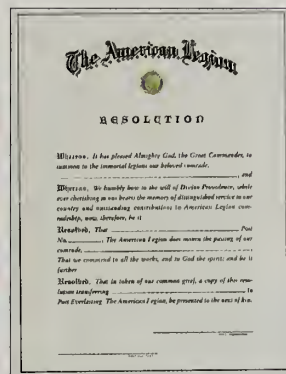 The American Legion
RESOLUTION
Whereas, It has pleased Almighty God, the Great Commander, to
summon to the immortal legions our beloved comrade,
, and
Whereas, We humbly bow to the will of Divine Providence, while
ever cherishing in our hearts the memory of distinguished service to our
country and outstanding contributions to American Legion com-
radeship, now, therefore, be it
Resolved, That Post
No. , The American Legion does mourn the passing of our
comrade,
That we commend to all the works, and to God the spirit; and be it
further
Resolved, That in token of our common grief, a copy of this reso-
lution transferring to
Post Everlasting The American Legion, be presented to the next of kin.